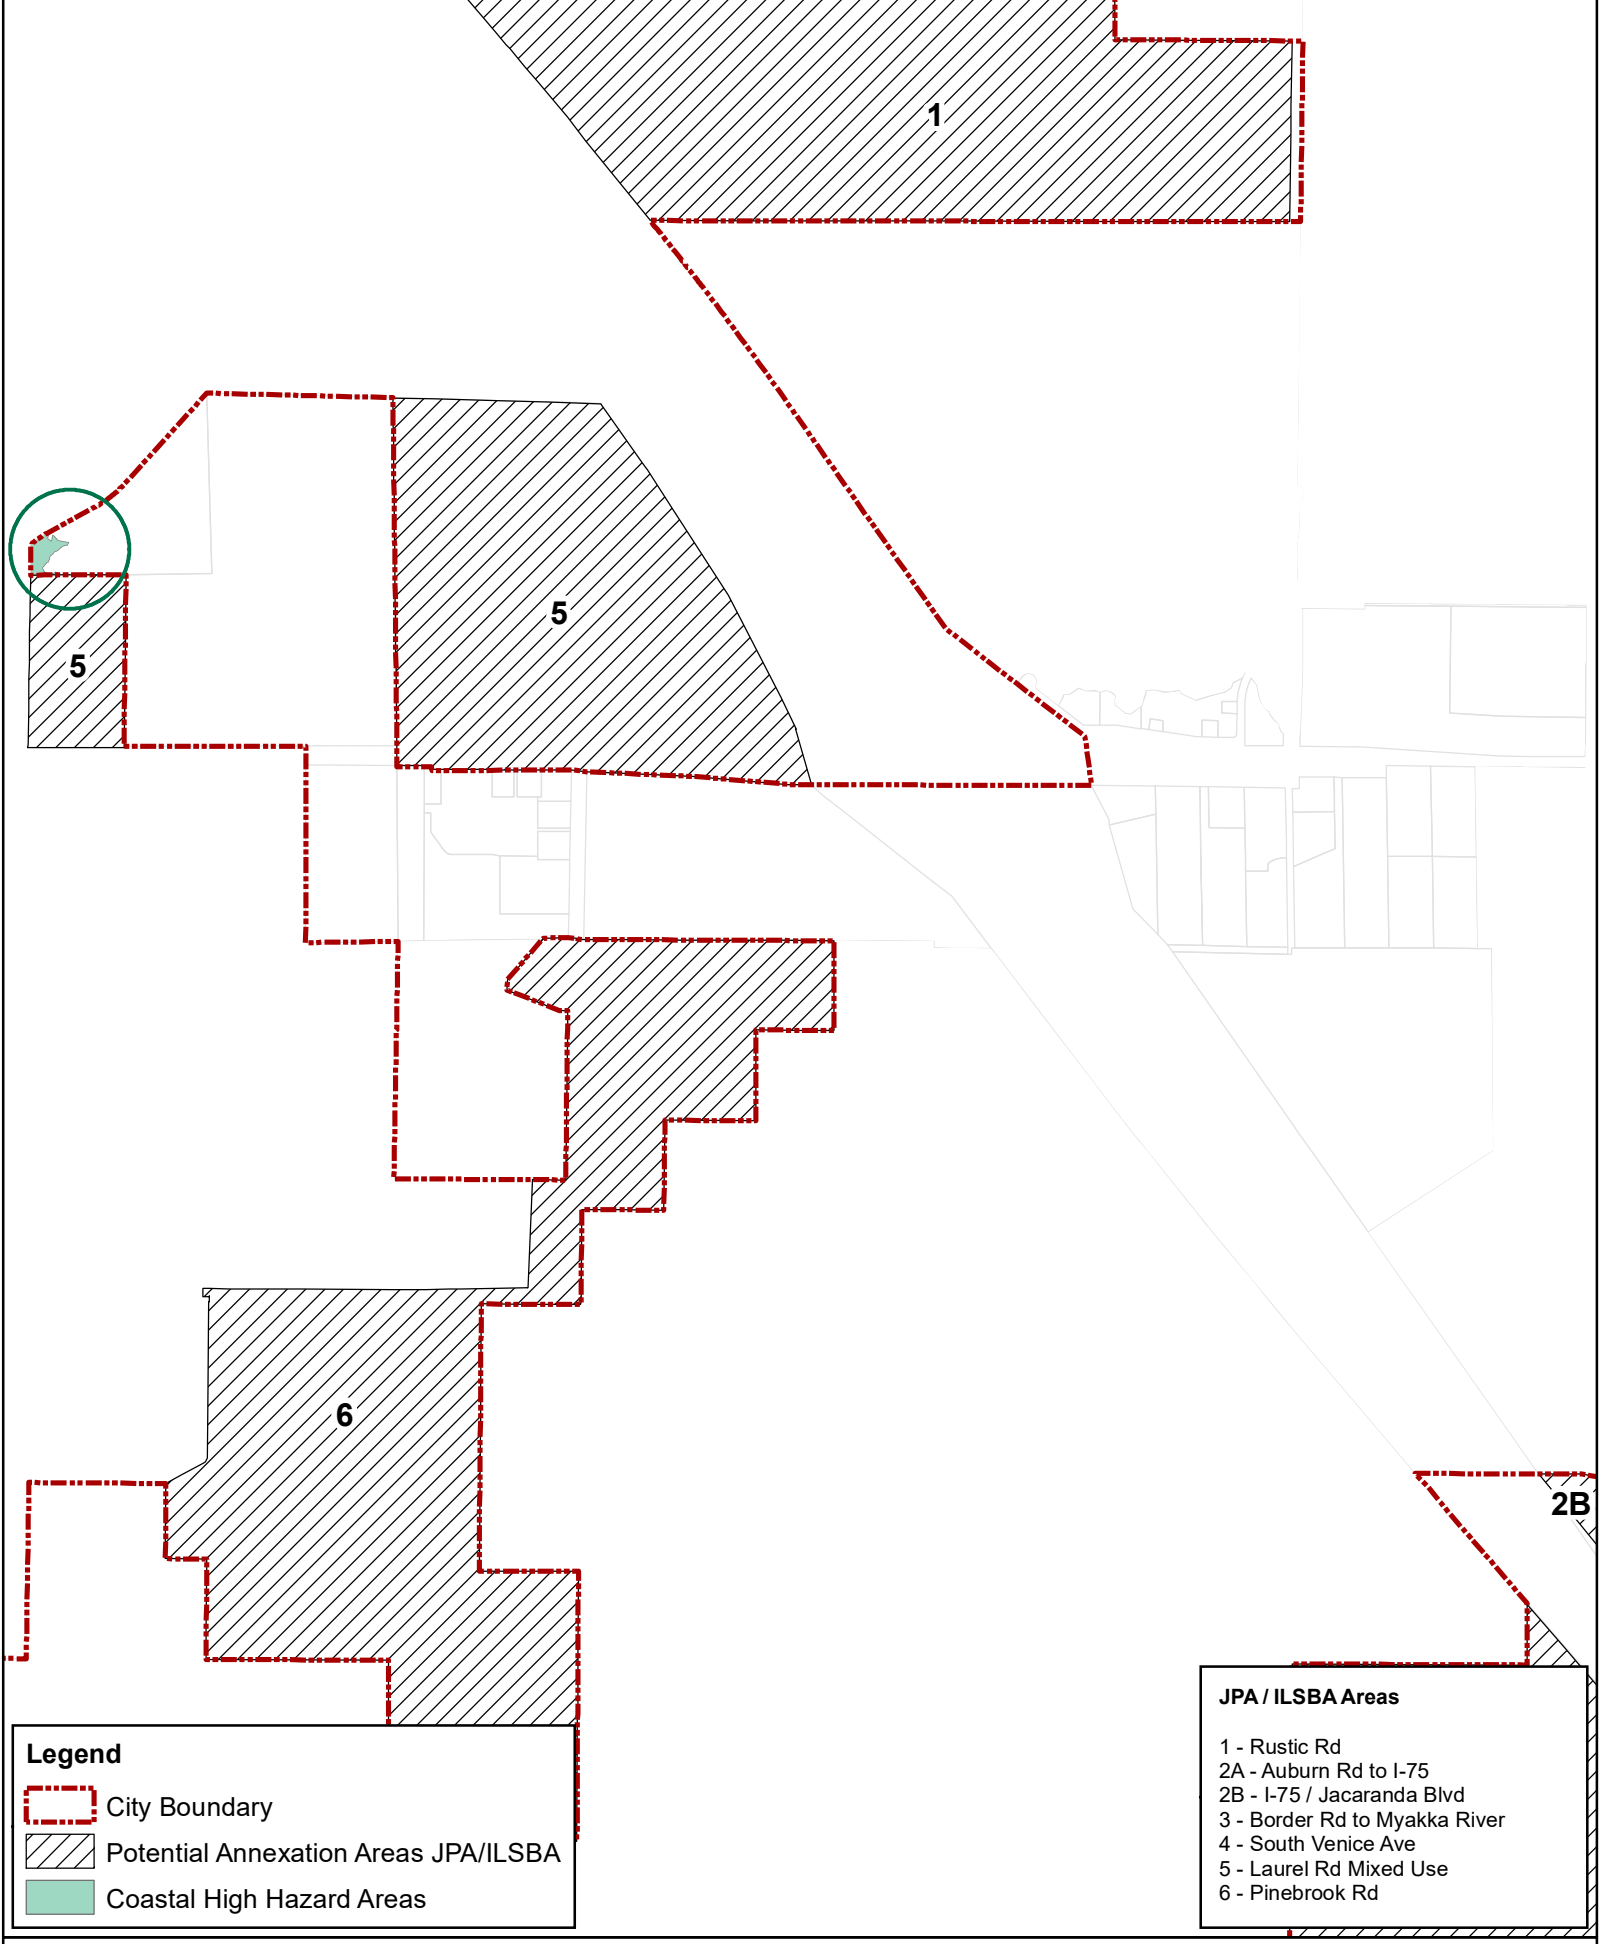 1
5
5
6
2B
JPA / ILSBA Areas
1 - Rustic Rd
2A - Auburn Rd to I-75
2B - I-75 / Jacaranda Blvd
3 - Border Rd to Myakka River
4 - South Venice Ave
5 - Laurel Rd Mixed Use
6 - Pinebrook Rd
Legend
City Boundary
Potential Annexation Areas JPA/ILSBA
Coastal High Hazard Areas